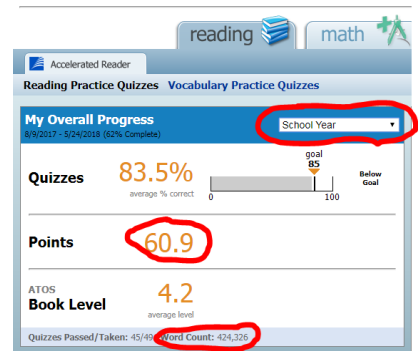 reading
math
Accelerated Reader
Reading Practice Quizzes Vocabulary Practice Quizzes
My Overall Progress
School Year
8/9/2017 - 5/24/2018 (62% Complete)
goal
85
Quizzes 83.5%
average % correct
0 100
Below
Goal
Points 60.9
ATOS
Book Level 4.2
average level
Quizzes Passed/Taken: 45/49 Word Count: 424,326